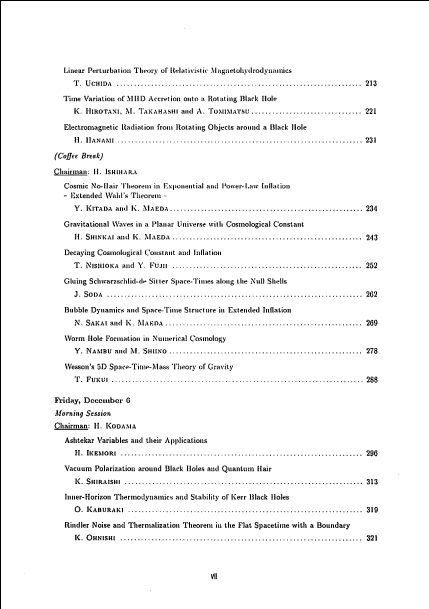 Linear Perturbation Theory of Relativistic Magnetohydrodynamics
T. UCHIDA ........ 213
Time Variation of MHD Accretion onto a Rotating Black Hole
K. HIROTANI, M. TAKAHASHI and A. TOMIMATSU ........ 221
Electromagnetic Radiation from Rotating Objects around a Black Hole
H. HANAMI ........ 231
(Coffee Break)
Chairman: H. ISHIHARA
Cosmic No-Hair Theorem in Exponential and Power-Law Inflation
– Extended Wald's Theorem –
Y. KITADA and K. MAEDA ........ 234
Gravitational Waves in a Planar Universe with Cosmological Constant
H. SHINKAI and K. MAEDA ........ 243
Decaying Cosmological Constant and Inflation
T. NISHIOKA and Y. FUJII ........ 252
Gluing Schwarzschlid-de Sitter Space-Times along the Null Shells
J. SODA ........ 262
Bubble Dynamics and Space-Time Structure in Extended Inflation
N. SAKAI and K. MAEDA ........ 269
Worm Hole Formation in Numerical Cosmology
Y. NAMBU and M. SHIINO ........ 278
Wesson's 5D Space-Time-Mass Theory of Gravity
T. FUKUI ........ 288
Friday, December 6
Morning Session
Chairman: H. KODAMA
Ashtekar Variables and their Applications
H. IKEMORI ........ 296
Vacuum Polarization around Black Holes and Quantum Hair
K. SHIRAISHI ........ 313
Inner-Horizon Thermodynamics and Stability of Kerr Black Holes
O. KABURAKI ........ 319
Rindler Noise and Thermalization Theorem in the Flat Spacetime with a Boundary
K. OHNISHI ........ 321
vii